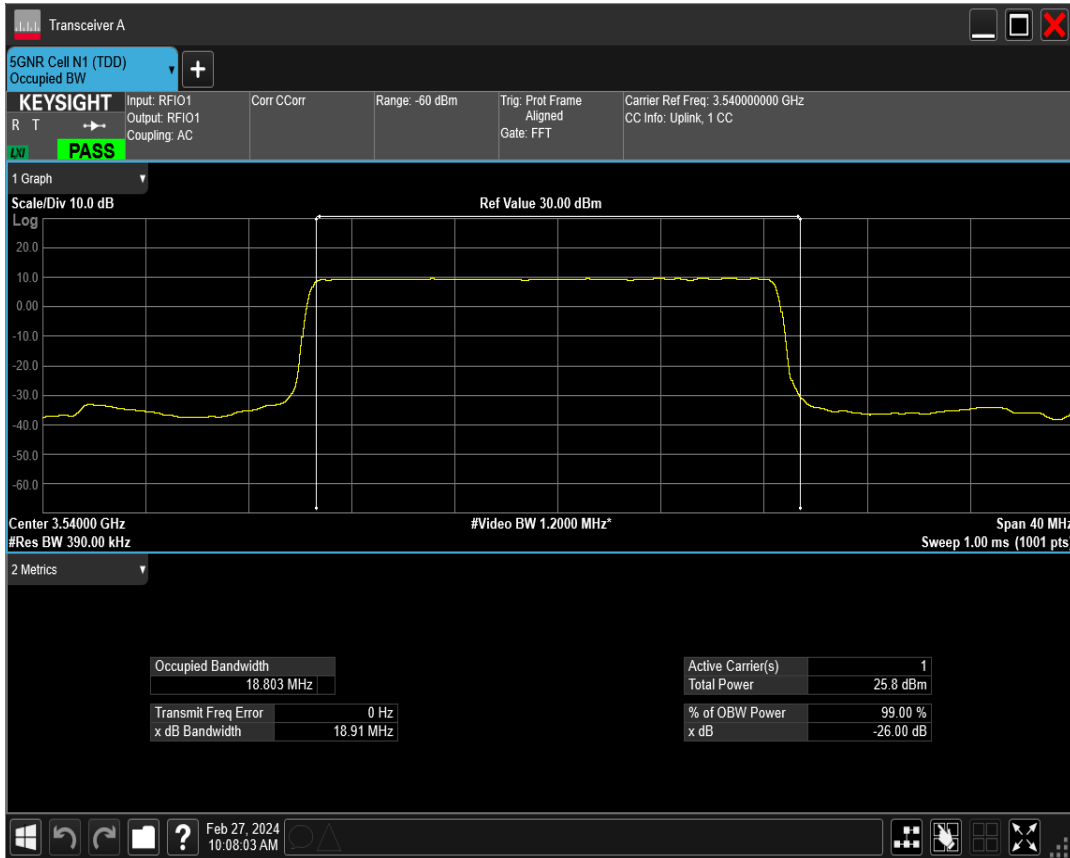 Transceiver A
5GNR Cell N1 (TDD)
Occupied BW
+
KEYSIGHT
R T
LXI
PASS
Input: RFIO1
Output: RFIO1
Coupling: AC
Corr CCorr
Range: -60 dBm
Trig: Prot Frame
Aligned
Gate: FFT
Carrier Ref Freq: 3.540000000 GHz
CC Info: Uplink, 1 CC
1 Graph
Scale/Div 10.0 dB
Ref Value 30.00 dBm
Log
20.0
10.0
0.00
-10.0
-20.0
-30.0
-40.0
-50.0
-60.0
Center 3.54000 GHz
#Video BW 1.2000 MHz*
Span 40 MHz
#Res BW 390.00 kHz
Sweep 1.00 ms (1001 pts)
2 Metrics
Occupied Bandwidth
18.803 MHz
Transmit Freq Error 0 Hz
x dB Bandwidth 18.91 MHz
Active Carrier(s) 1
Total Power 25.8 dBm
% of OBW Power 99.00 %
x dB -26.00 dB
?
Feb 27, 2024
10:08:03 AM